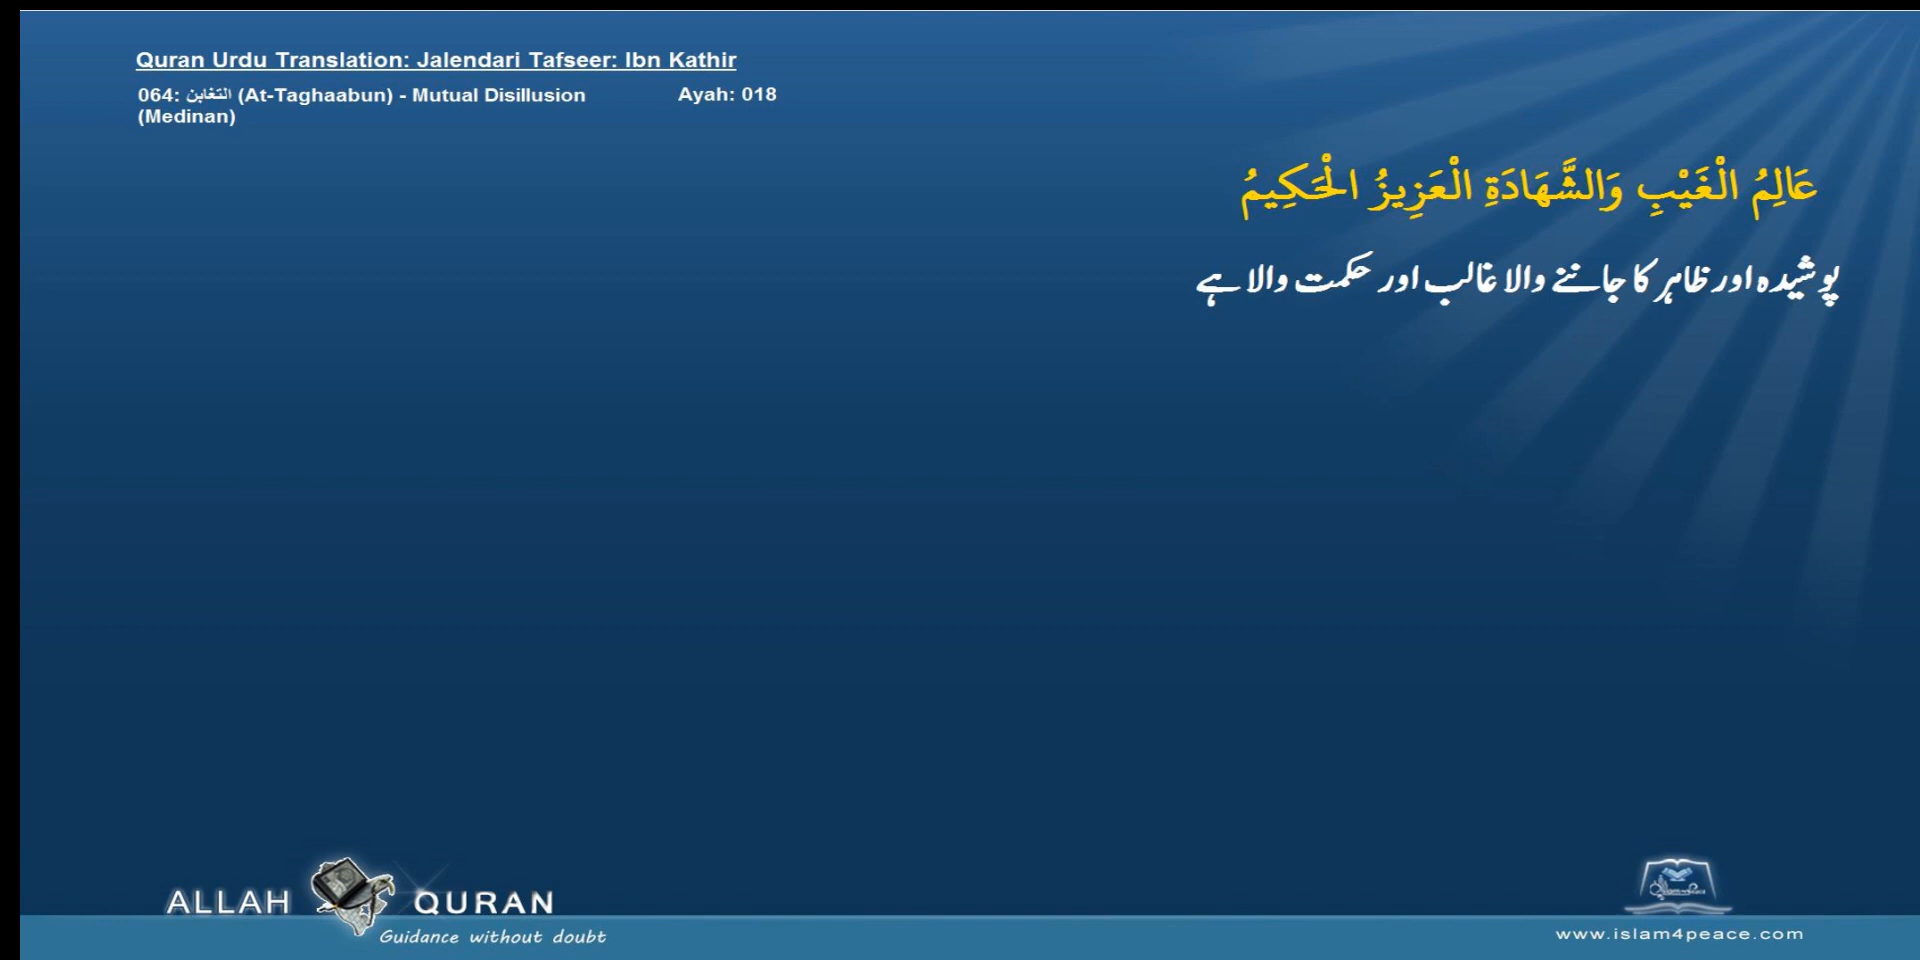 Quran Urdu Translation: Jalendari Tafseer: Ibn Kathir
064: التغابن (At-Taghaabun) - Mutual Disillusion
(Medinan)
Ayah: 018
عَالِمُ الْغَيْبِ وَالشَّهَادَةِ الْعَزِيزُ الْحَكِيمُ
پوشیدہ اور ظاہر کا جاننے والا غالب اور حکمت والا ہے
ALLAH QURAN
Guidance without doubt
www.islam4peace.com